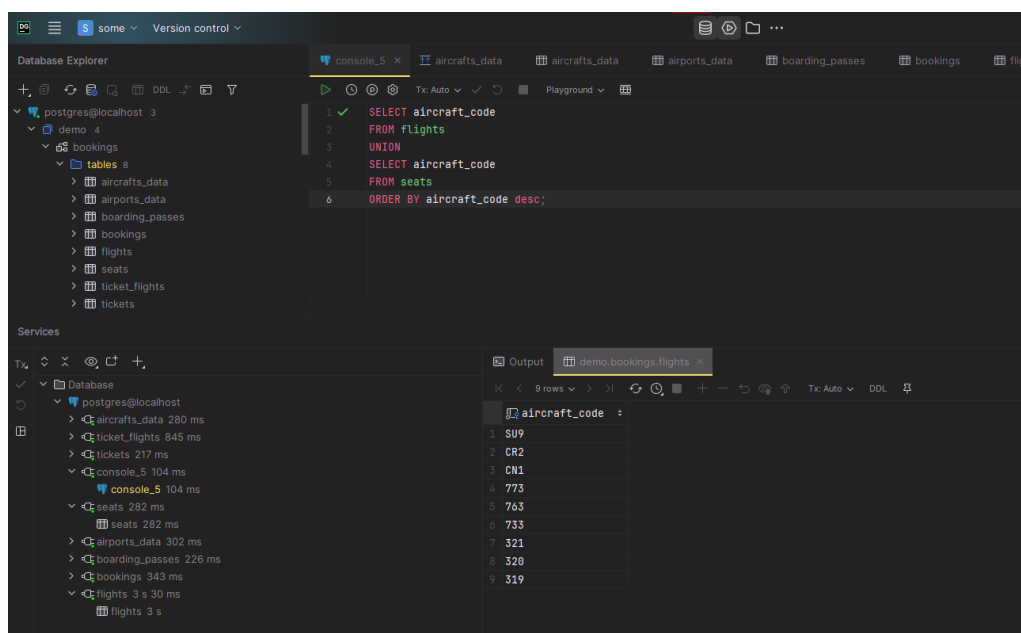 DG S some Version control
Database Explorer
console_5 × aircrafts_data aircrafts_data airports_data boarding_passes bookings fli
DDL
Tx: Auto Playground
postgres@localhost 3
demo 4
bookings
tables 8
aircrafts_data
airports_data
boarding_passes
bookings
flights
seats
ticket_flights
tickets
1 SELECT aircraft_code
2 FROM flights
3 UNION
4 SELECT aircraft_code
5 FROM seats
6 ORDER BY aircraft_code desc;
Services
Tx
Database
postgres@localhost
aircrafts_data 280 ms
ticket_flights 845 ms
tickets 217 ms
console_5 104 ms
console_5 104 ms
seats 282 ms
seats 282 ms
airports_data 302 ms
boarding_passes 226 ms
bookings 343 ms
flights 3 s 30 ms
flights 3 s
Output demo.bookings.flights ×
9 rows Tx: Auto DDL
aircraft_code
1 SU9
2 CR2
3 CN1
4 773
5 763
6 733
7 321
8 320
9 319